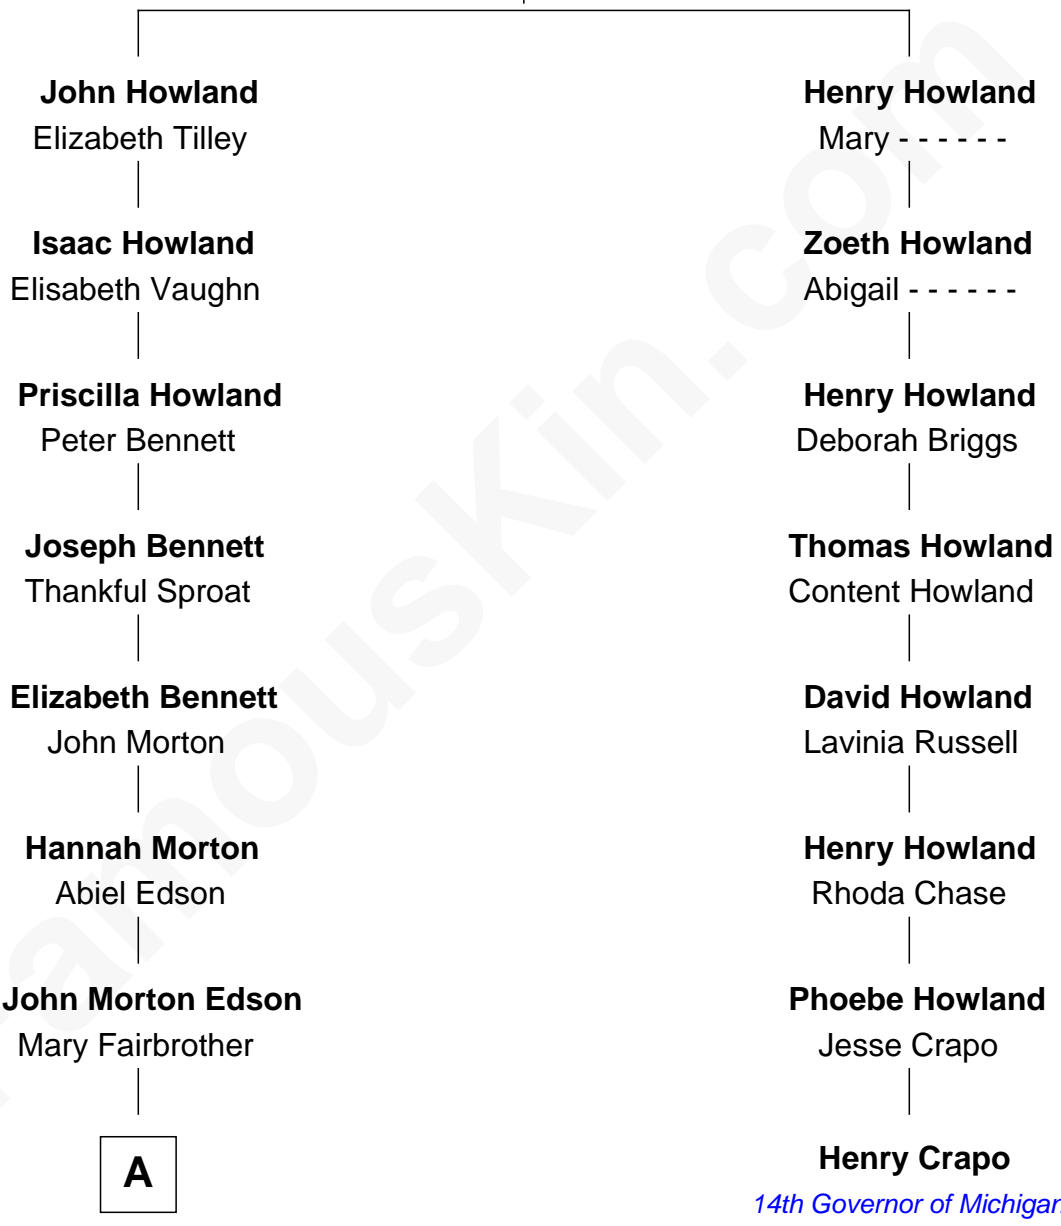 John Howland
Elizabeth Tilley
Isaac Howland
Elisabeth Vaughn
Priscilla Howland
Peter Bennett
Joseph Bennett
Thankful Sproat
Elizabeth Bennett
John Morton
Hannah Morton
Abiel Edson
John Morton Edson
Mary Fairbrother
A
Henry Howland
Mary - - - - - -
Zoeth Howland
Abigail - - - - - -
Henry Howland
Deborah Briggs
Thomas Howland
Content Howland
David Howland
Lavinia Russell
Henry Howland
Rhoda Chase
Phoebe Howland
Jesse Crapo
Henry Crapo
14th Governor of Michigan
FamousKin.com